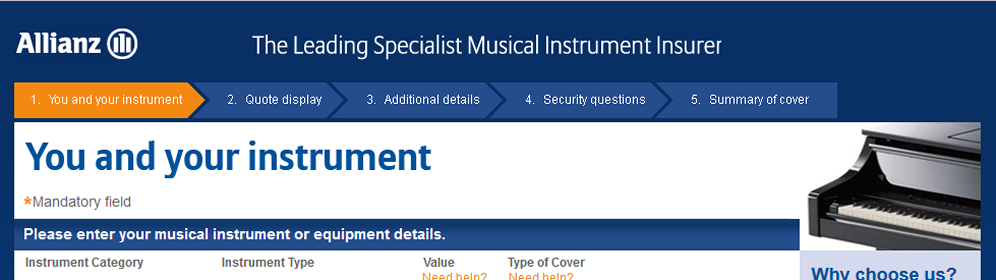 Allianz
The Leading Specialist Musical Instrument Insurer
1. You and your instrument
2. Quote display
3. Additional details
4. Security questions
5. Summary of cover
You and your instrument
*Mandatory field
Please enter your musical instrument or equipment details.
Instrument Category Instrument Type Value Type of Cover
Need help? Need help?
Why choose us?